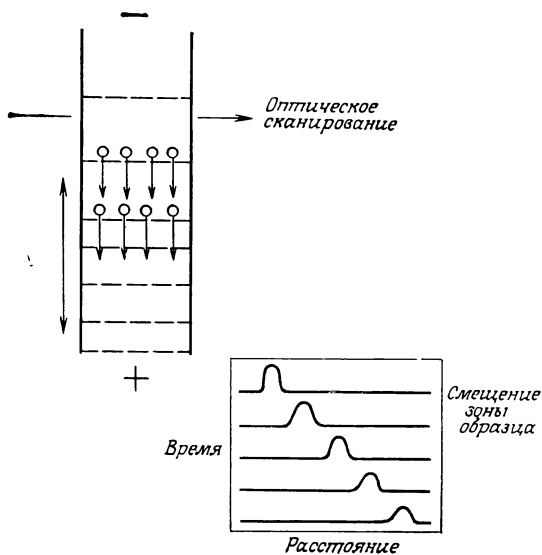 −
Оптическое
сканирование
+
Смещение
зоны
образца
Время
Расстояние